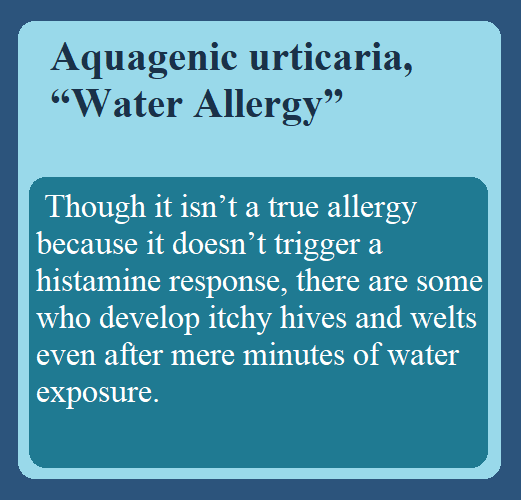 Aquagenic urticaria,
“Water Allergy”
Though it isn’t a true allergy
because it doesn’t trigger a
histamine response, there are some
who develop itchy hives and welts
even after mere minutes of water
exposure.